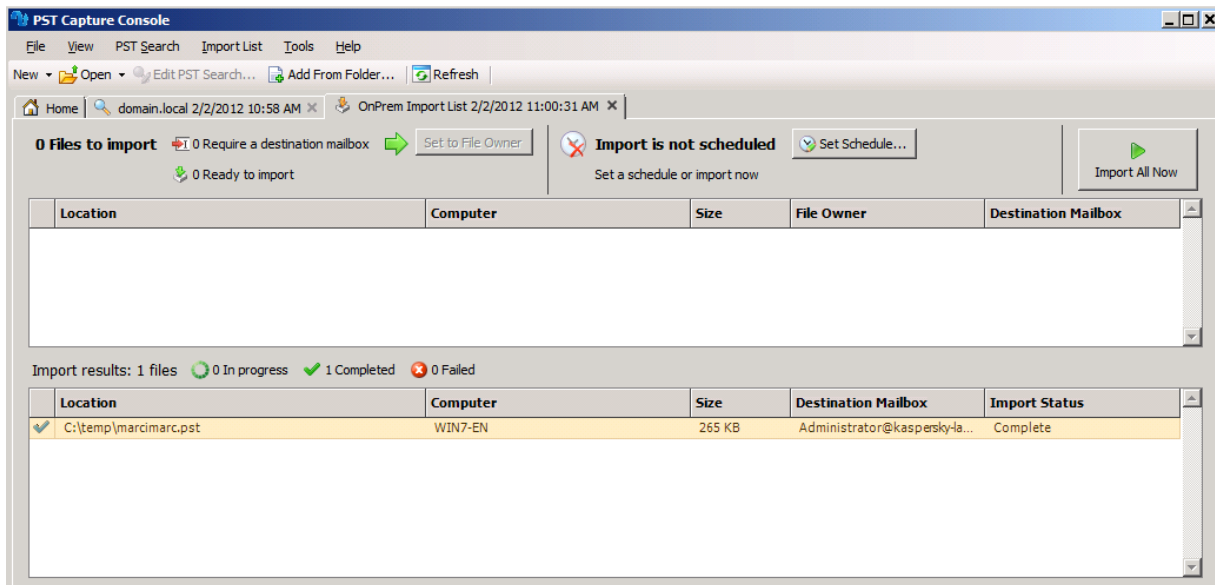 PST Capture Console
File View PST Search Import List Tools Help
New Open Edit PST Search... Add From Folder... Refresh
Home domain.local 2/2/2012 10:58 AM OnPrem Import List 2/2/2012 11:00:31 AM
0 Files to import 0 Require a destination mailbox Set to File Owner Import is not scheduled Set Schedule... Import All Now
0 Ready to import Set a schedule or import now
Location Computer Size File Owner Destination Mailbox
Import results: 1 files 0 In progress 1 Completed 0 Failed
Location Computer Size Destination Mailbox Import Status
C:\temp\marcimarc.pst WIN7-EN 265 KB Administrator@kaspersky-la... Complete